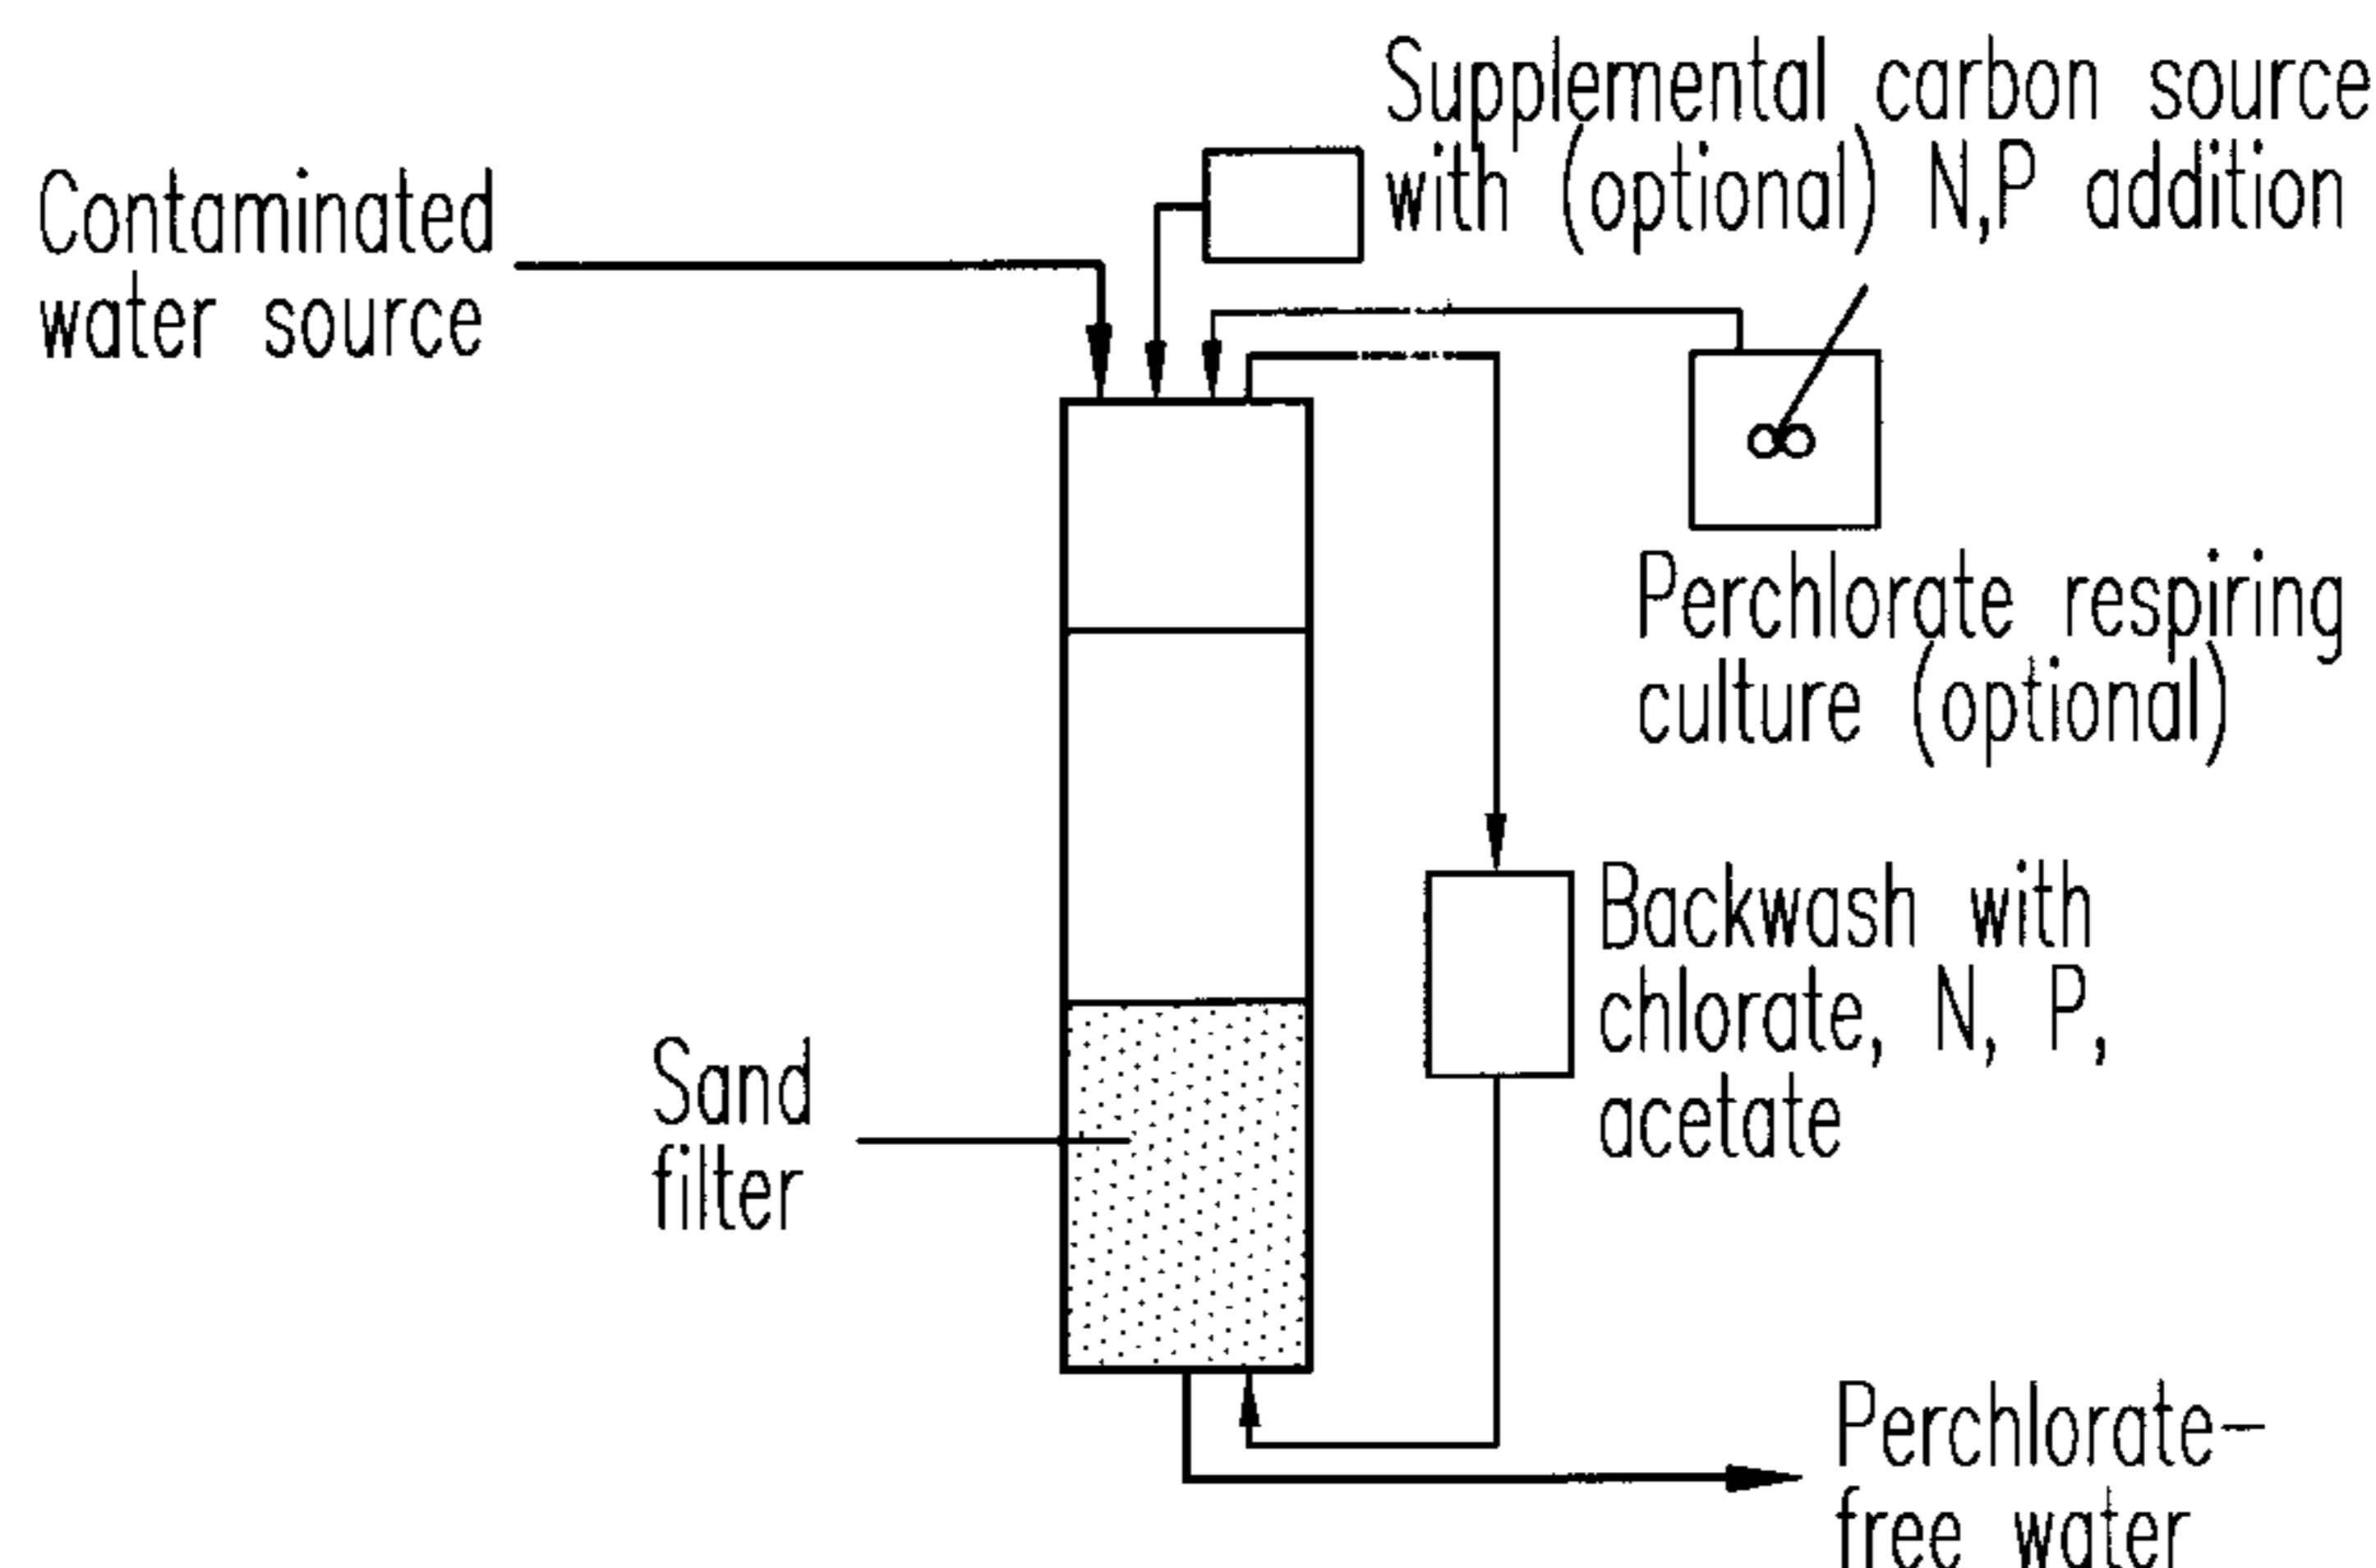 Supplemental carbon source
with (optional) N,P addition
Contaminated
water source
Perchlorate respiring
culture (optional)
Backwash with
chlorate, N, P,
acetate
Sand
filter
Perchlorate-
free water